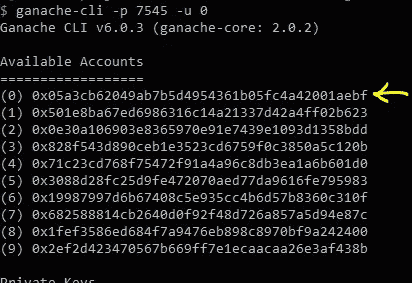 $ ganache-cli -p 7545 -u 0
Ganache CLI v6.0.3 (ganache-core: 2.0.2)
Available Accounts
==================
(0) 0x05a3cb62049ab7b5d4954361b05fc4a42001aebf
(1) 0x501e8ba67ed6986316c14a21337d42a4ff02b623
(2) 0x0e30a106903e8365970e91e7439e1093d1358bdd
(3) 0x828f543d890ceb1e3523cd6759f0c3850a5c120b
(4) 0x71c23cd768f75472f91a4a96c8db3ea1a6b601d0
(5) 0x3088d28fc25d9fe472070aed77da9616fe795983
(6) 0x19987997d6b67408c5e935cc4b6d57b8360c310f
(7) 0x682588814cb2640d0f92f48d726a857a5d94e87c
(8) 0x1fef3586ed684f7a9476eb898c8970bf9a242400
(9) 0x2ef2d423470567b669ff7e1ecaacaa26e3af438b
Private Keys